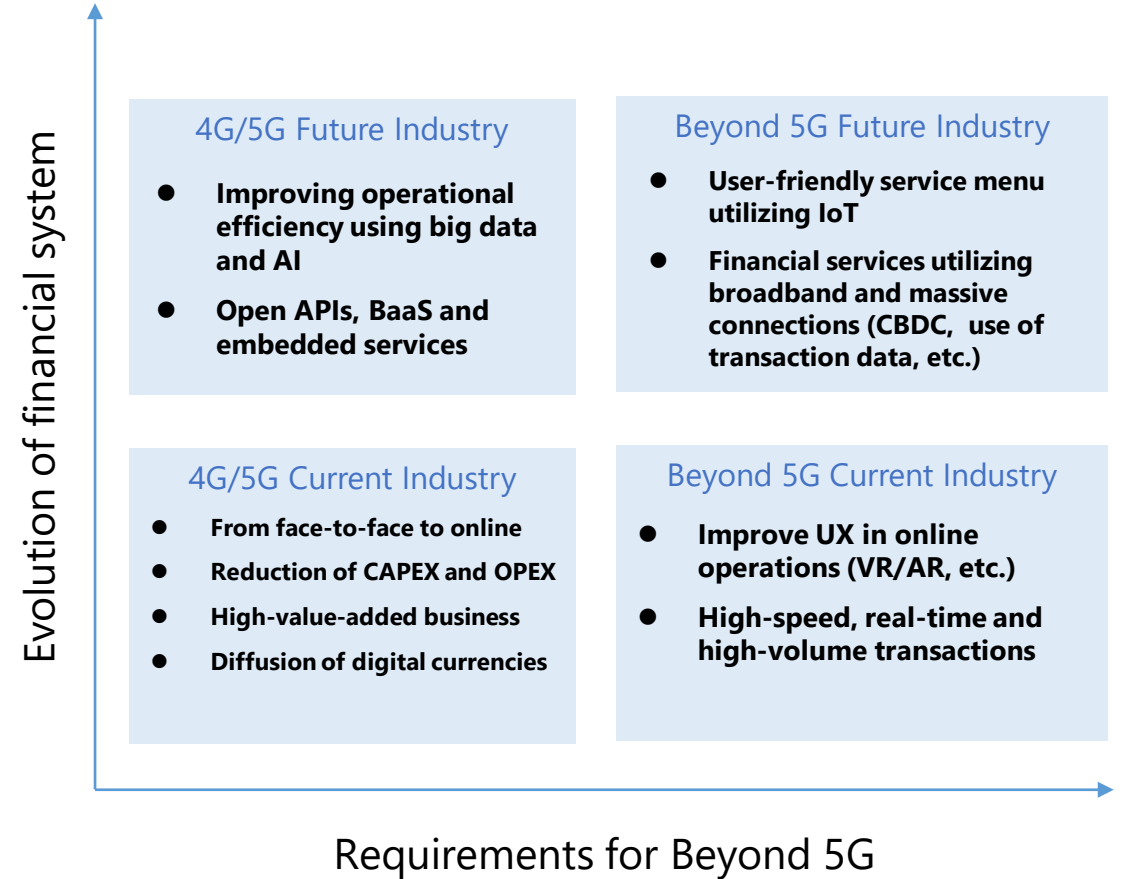 Evolution of financial system
4G/5G Future Industry
● Improving operational
efficiency using big data
and AI
● Open APIs, BaaS and
embedded services
Beyond 5G Future Industry
● User-friendly service menu
utilizing IoT
● Financial services utilizing
broadband and massive
connections (CBDC, use of
transaction data, etc.)
4G/5G Current Industry
● From face-to-face to online
● Reduction of CAPEX and OPEX
● High-value-added business
● Diffusion of digital currencies
Beyond 5G Current Industry
● Improve UX in online
operations (VR/AR, etc.)
● High-speed, real-time and
high-volume transactions
Requirements for Beyond 5G